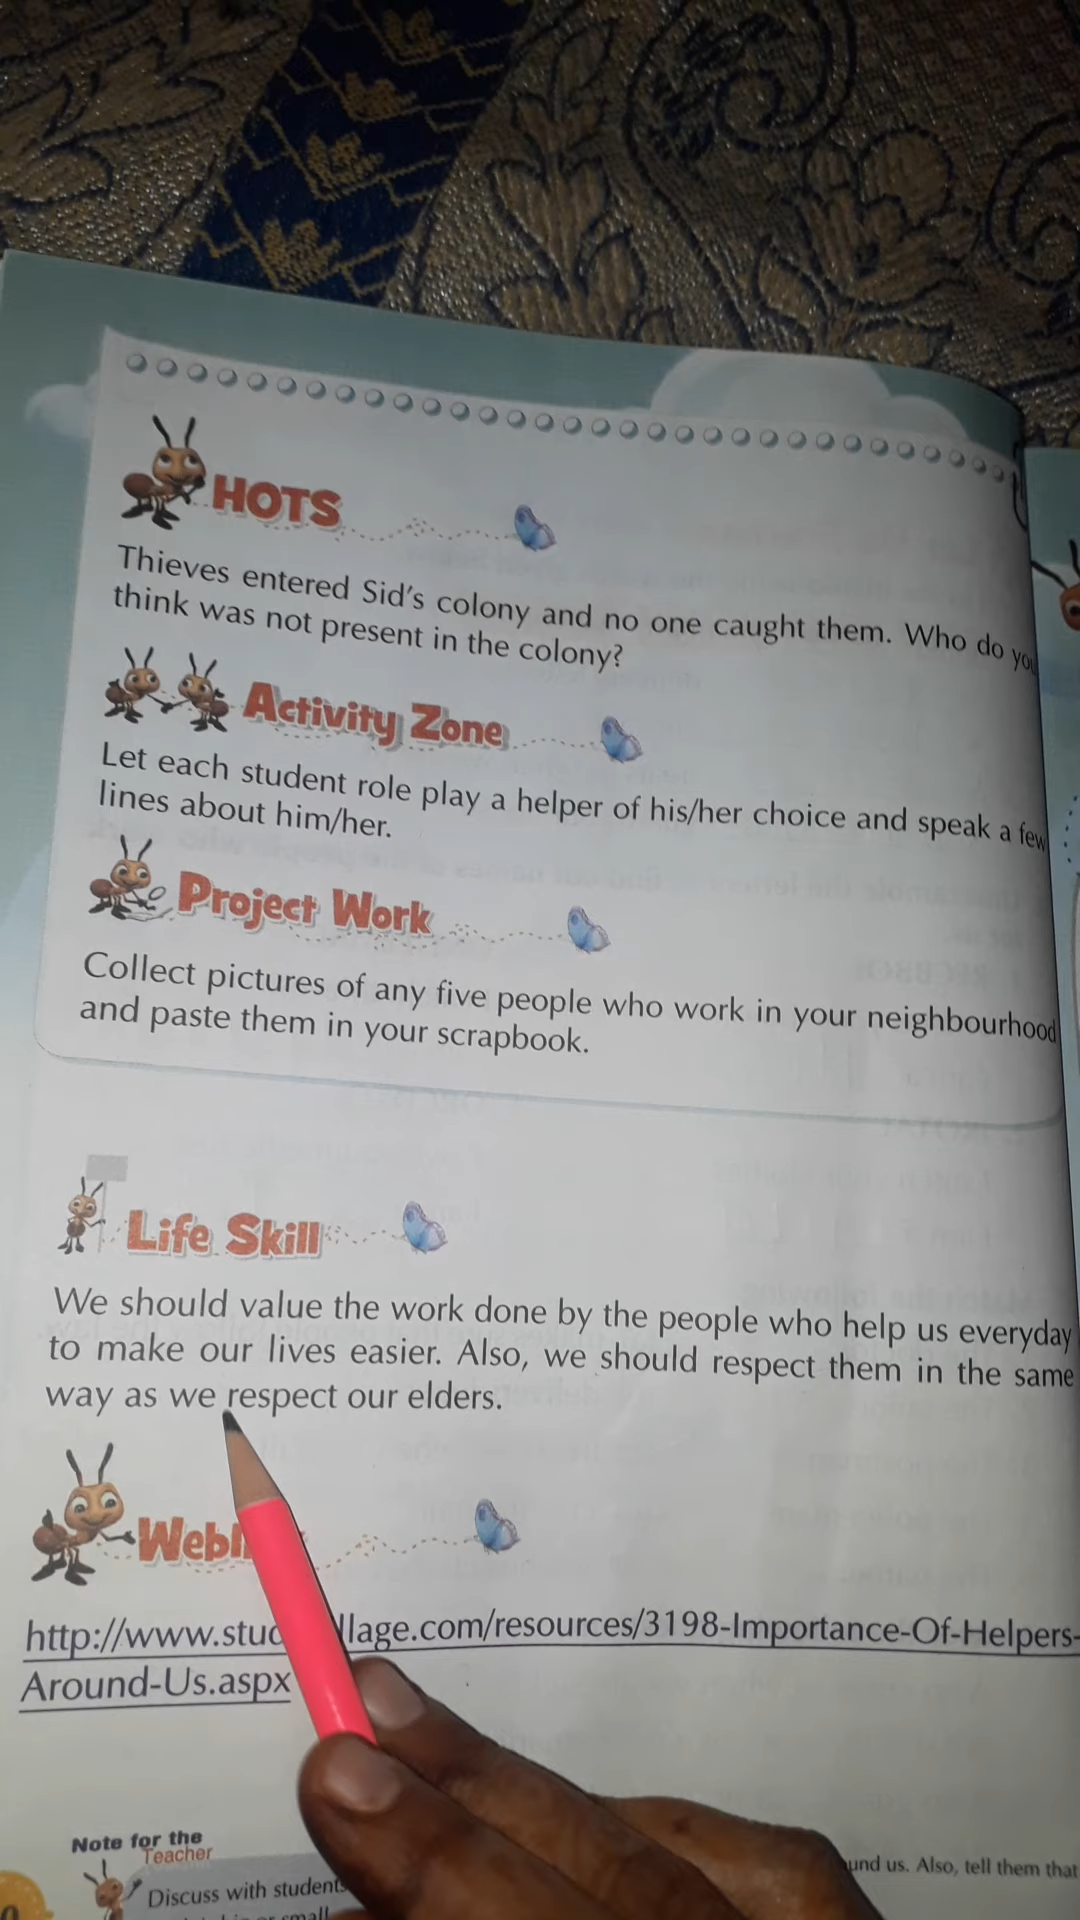 HOTS
Thieves entered Sid's colony and no one caught them. Who do you
think was not present in the colony?
Activity Zone
Let each student role play a helper of his/her choice and speak a few
lines about him/her.
Project Work
Collect pictures of any five people who work in your neighbourhood
and paste them in your scrapbook.
Life Skill
We should value the work done by the people who help us everyday
to make our lives easier. Also, we should respect them in the same
way as we respect our elders.
http://www.stud llage.com/resources/3198-Importance-Of-Helpers-
Around-Us.aspx
Note for the
Teacher
Discuss with students und us. Also, tell them that
small